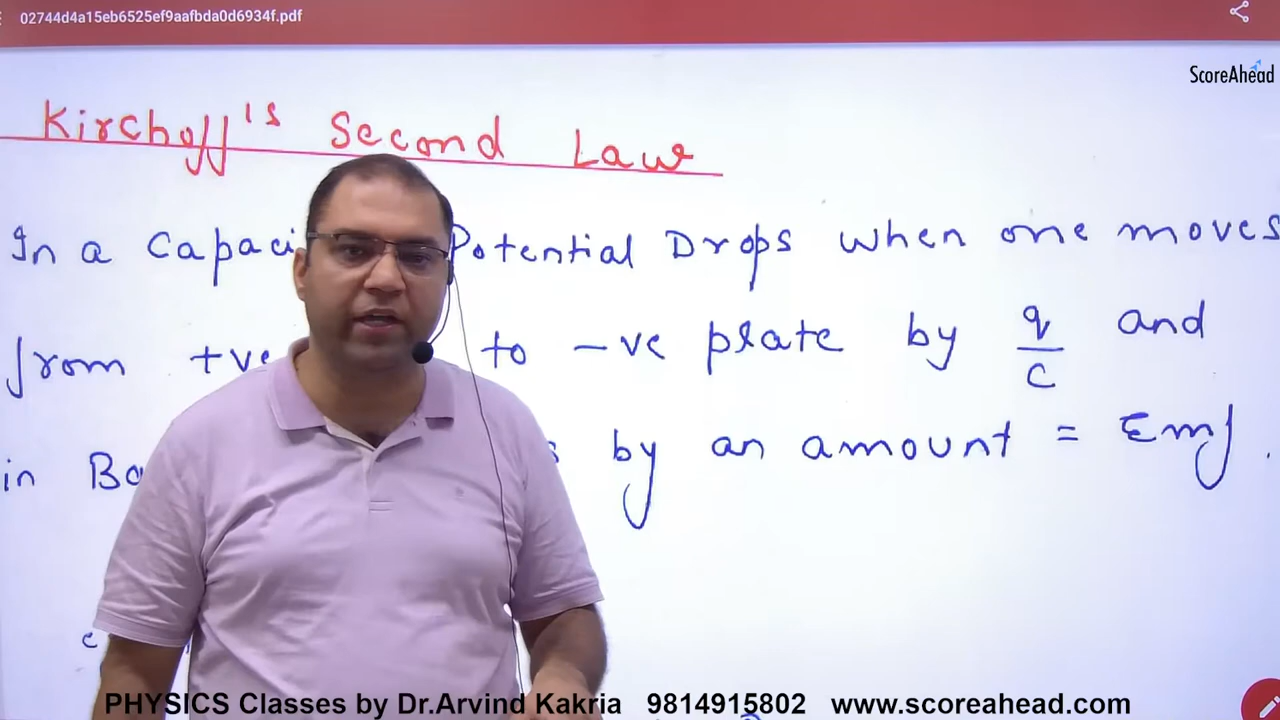 02744d4a15eb6525ef9aafbda0d6934f.pdf
ScoreAhead
Kirchoff's Second Law
In a Capaci Potential Drops when one moves
from +ve to -ve plate by q/c and
in Ba s by an amount = Emf.
PHYSICS Classes by Dr.Arvind Kakria 9814915802 www.scoreahead.com